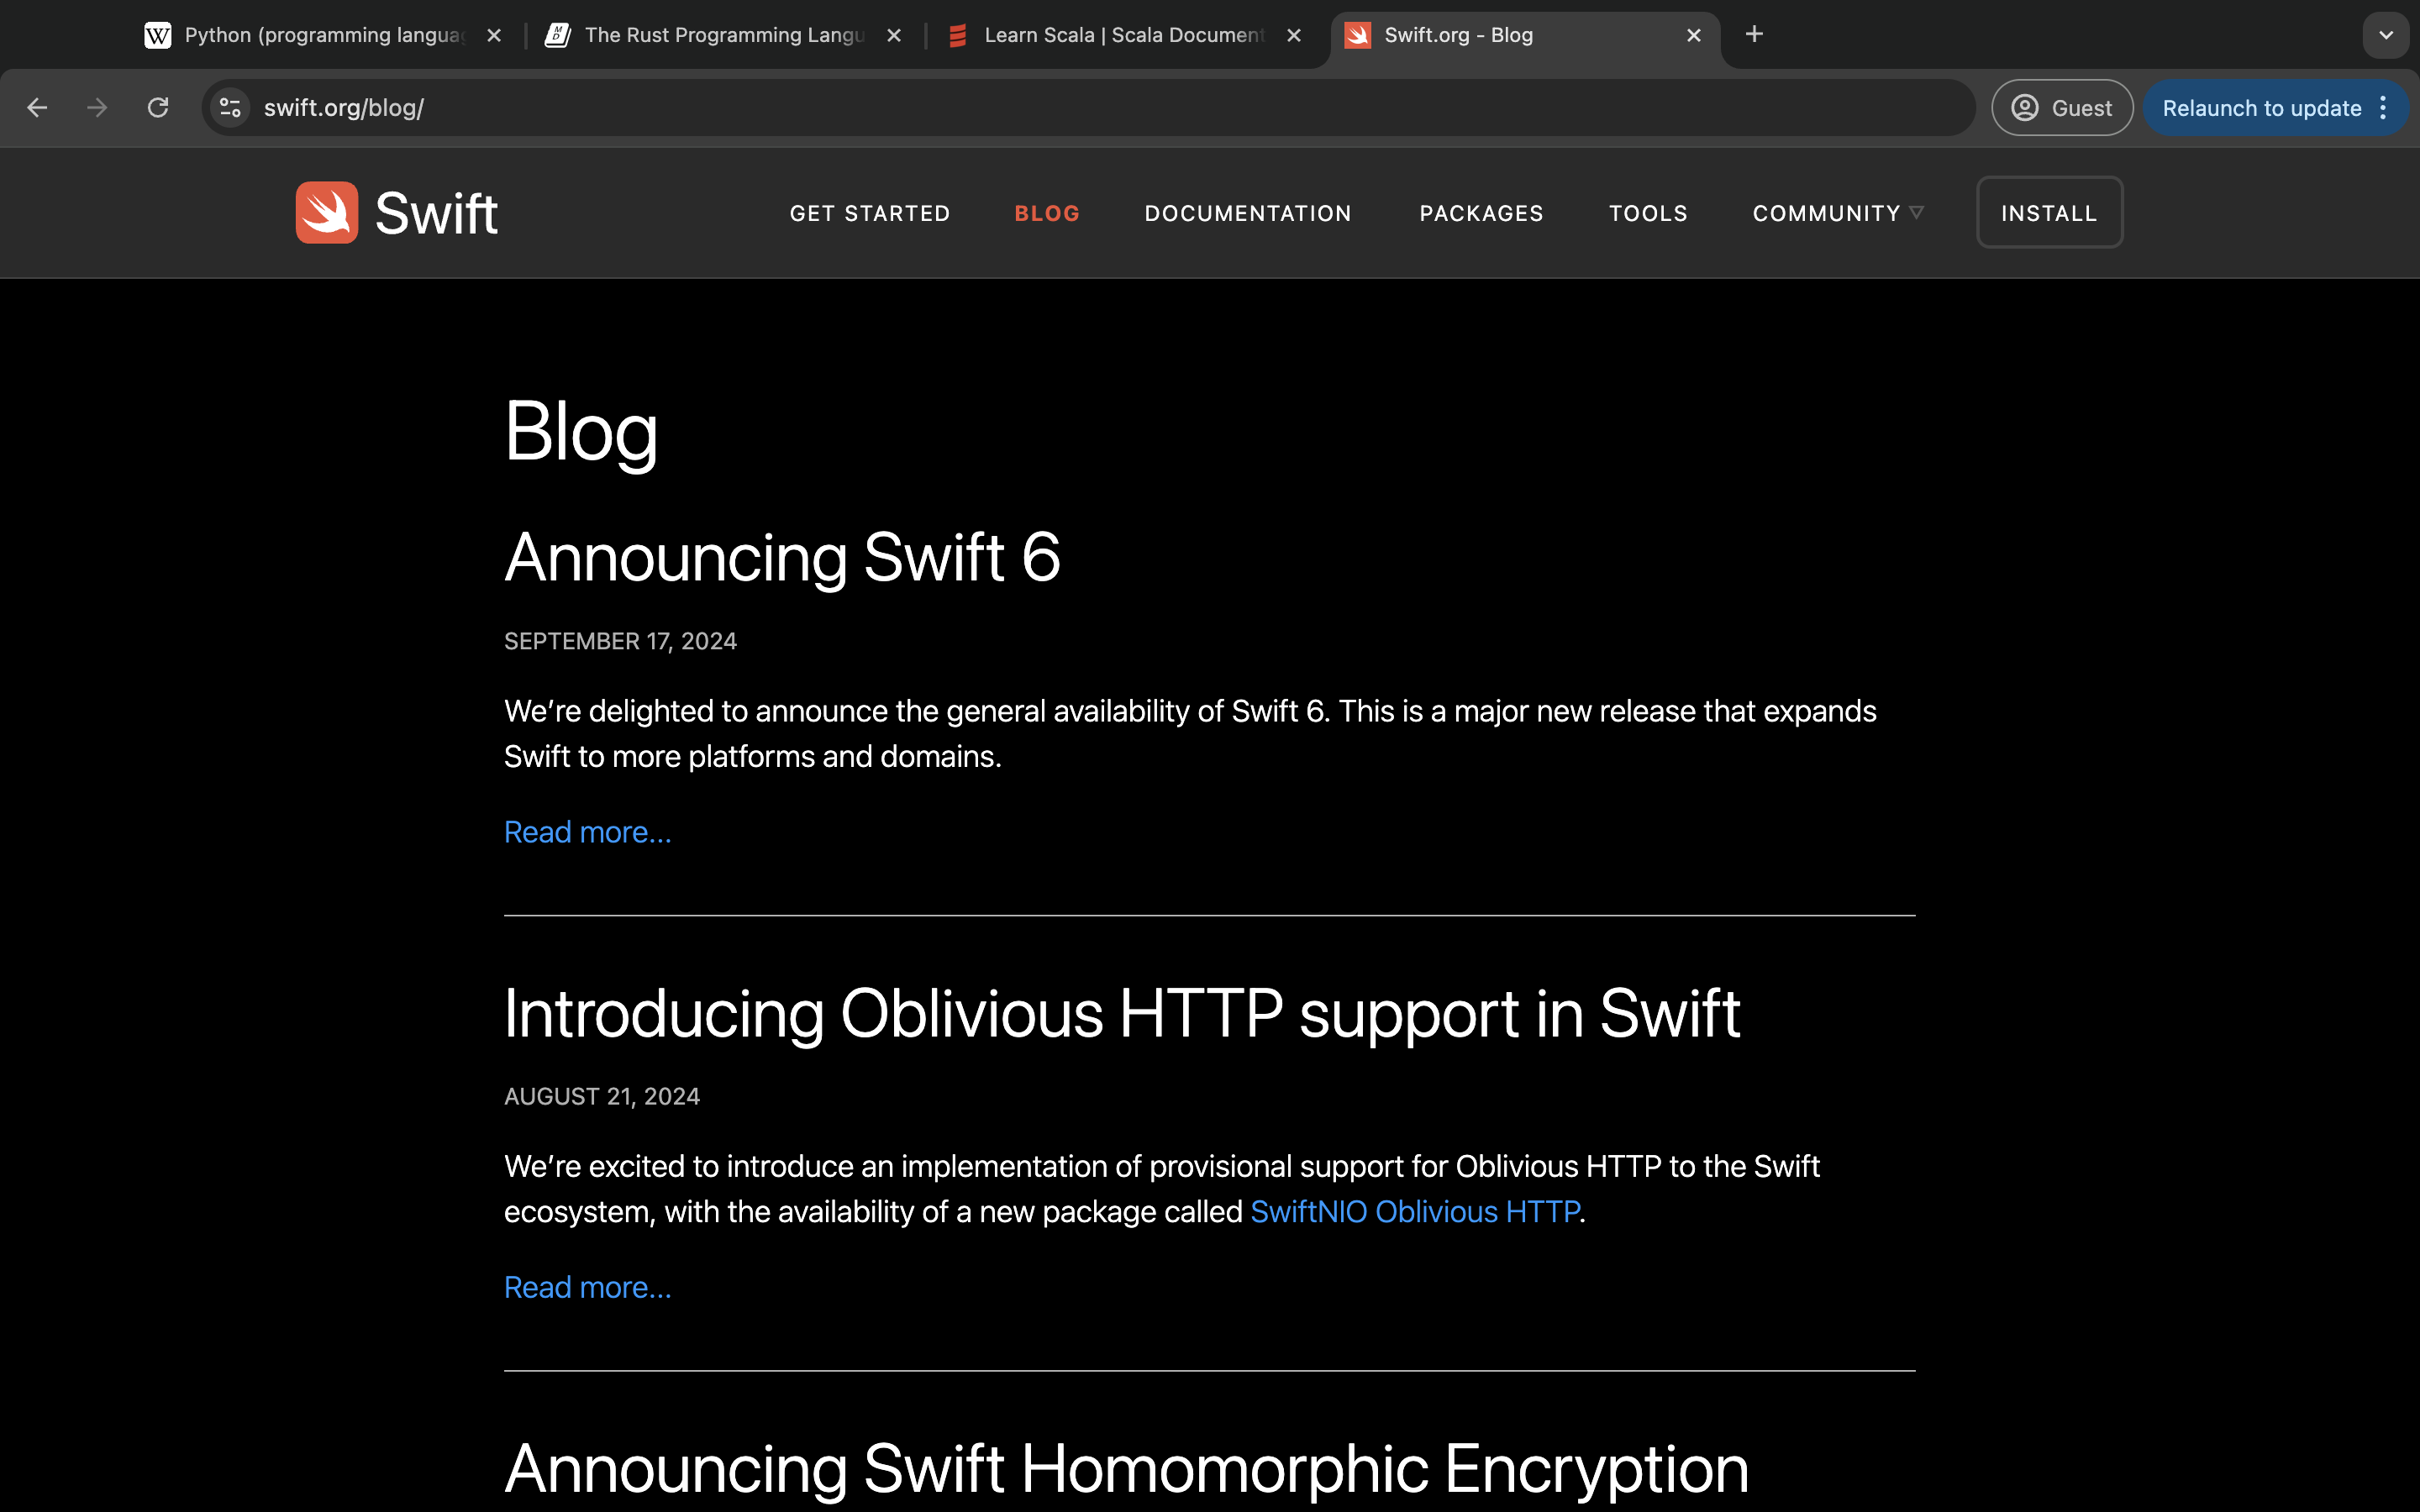 Python (programming langua
The Rust Programming Langu
Learn Scala | Scala Document
Swift.org - Blog
swift.org/blog/
Guest
Relaunch to update
Swift
GET STARTED
BLOG
DOCUMENTATION
PACKAGES
TOOLS
COMMUNITY
INSTALL
Blog
Announcing Swift 6
SEPTEMBER 17, 2024
We’re delighted to announce the general availability of Swift 6. This is a major new release that expands
Swift to more platforms and domains.
Read more…
Introducing Oblivious HTTP support in Swift
AUGUST 21, 2024
We’re excited to introduce an implementation of provisional support for Oblivious HTTP to the Swift
ecosystem, with the availability of a new package called SwiftNIO Oblivious HTTP.
Read more…
Announcing Swift Homomorphic Encryption